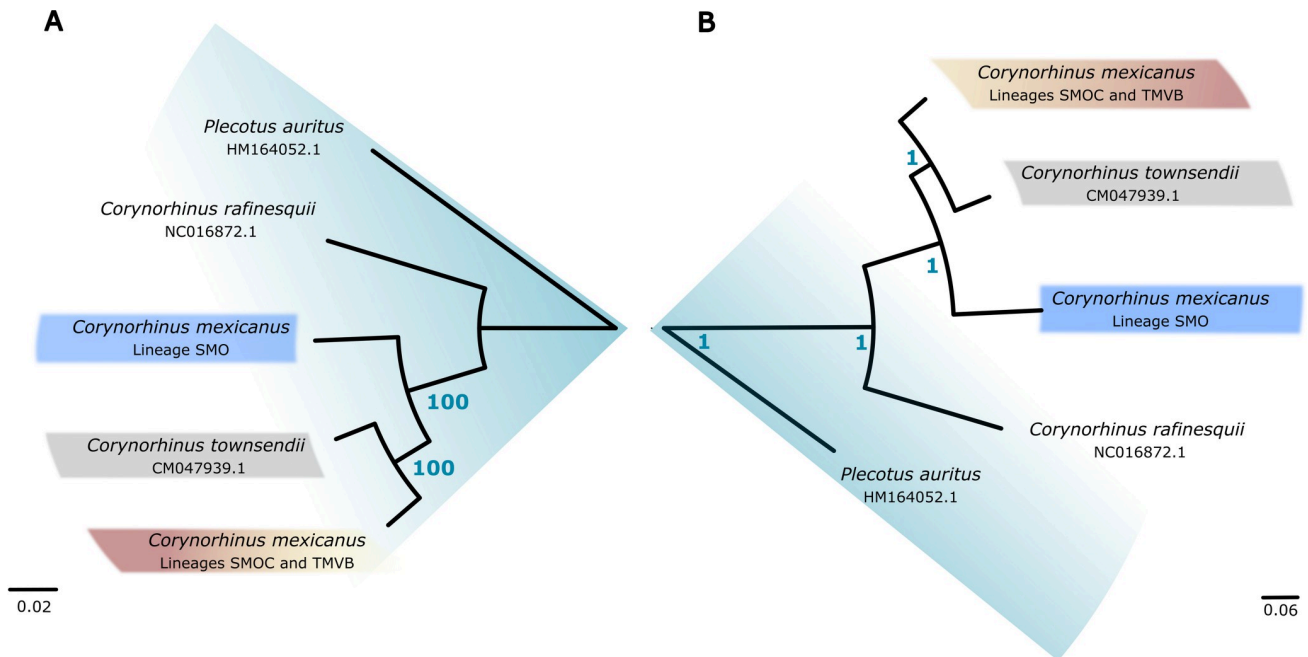 A
Plecotus auritus
HM164052.1
Corynorhinus rafinesquii
NC016872.1
Corynorhinus mexicanus
Lineage SMO
100
Corynorhinus townsendii
CM047939.1
100
Corynorhinus mexicanus
Lineages SMOC and TMVB
0.02
B
Corynorhinus mexicanus
Lineages SMOC and TMVB
1
Corynorhinus townsendii
CM047939.1
1
Corynorhinus mexicanus
Lineage SMO
1
1
Corynorhinus rafinesquii
NC016872.1
Plecotus auritus
HM164052.1
0.06